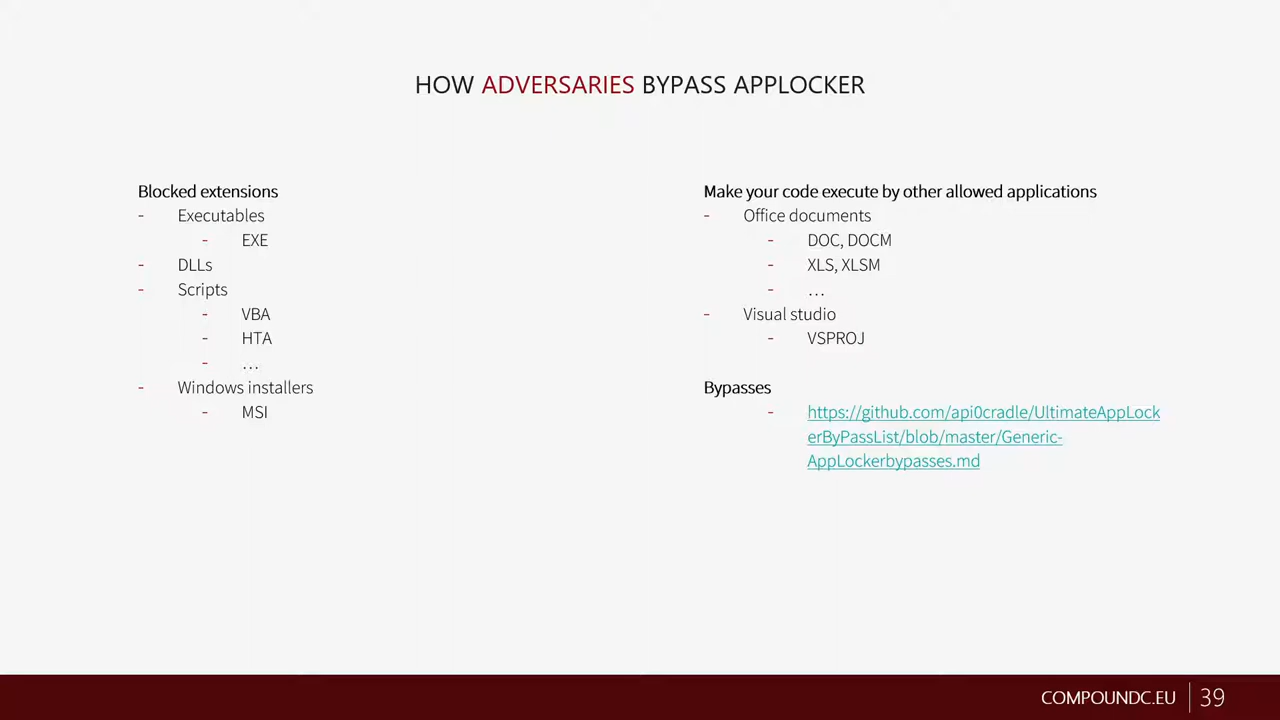 HOW ADVERSARIES BYPASS APPLOCKER
Blocked extensions
- Executables
- EXE
- DLLs
- Scripts
- VBA
- HTA
- …
- Windows installers
- MSI
Make your code execute by other allowed applications
- Office documents
- DOC, DOCM
- XLS, XLSM
- …
- Visual studio
- VSPROJ
Bypasses
- https://github.com/api0cradle/UltimateAppLock
erByPassList/blob/master/Generic-
AppLockerbypasses.md
COMPOUNDC.EU | 39